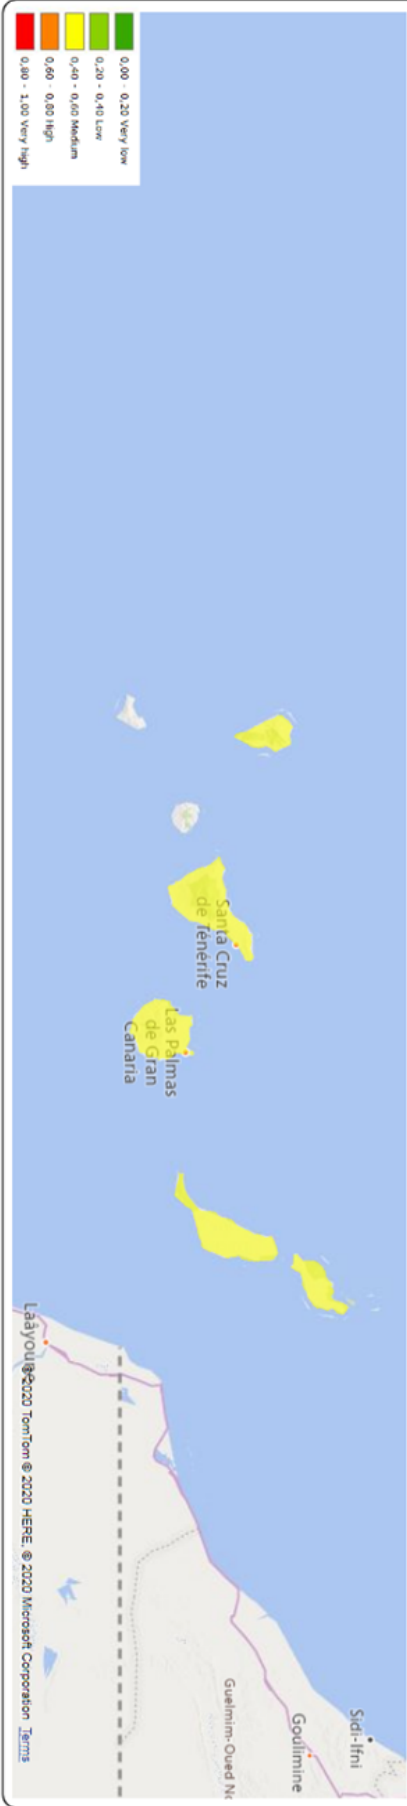 0,00 - 0,20 Very low
0,20 - 0,40 Low
0,40 - 0,60 Medium
0,60 - 0,80 High
0,80 - 1,00 Very high
Santa Cruz
de Ténérife
Las Palmas
de Gran
Canaria
Sidi-Ifni
Goulimine
Guelmim-Oued No
Laâyoune
© 2020 TomTom © 2020 HERE, © 2020 Microsoft Corporation Terms